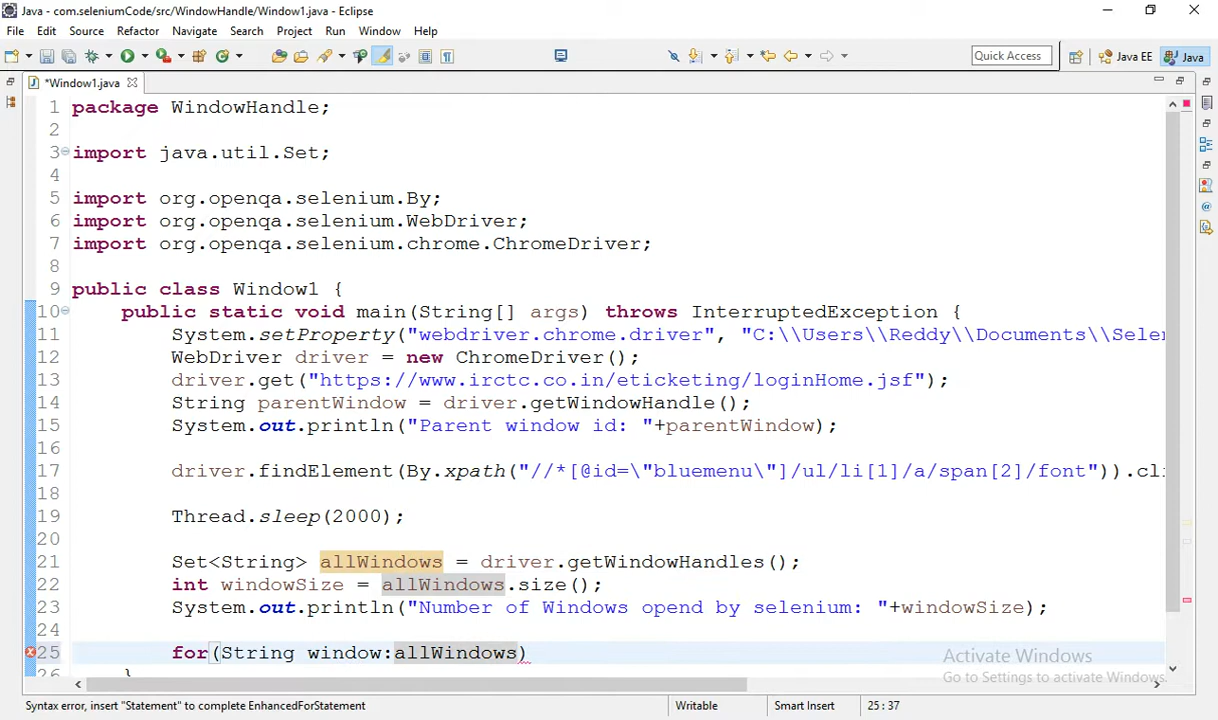 Java - com.seleniumCode/src/WindowHandle/Window1.java - Eclipse
File Edit Source Refactor Navigate Search Project Run Window Help
Quick Access Java EE Java
*Window1.java
1 package WindowHandle;
2
3 import java.util.Set;
4
5 import org.openqa.selenium.By;
6 import org.openqa.selenium.WebDriver;
7 import org.openqa.selenium.chrome.ChromeDriver;
8
9 public class Window1 {
10 public static void main(String[] args) throws InterruptedException {
11 System.setProperty("webdriver.chrome.driver", "C:\\Users\\Reddy\\Documents\\Seler
12 WebDriver driver = new ChromeDriver();
13 driver.get("https://www.irctc.co.in/eticketing/loginHome.jsf");
14 String parentWindow = driver.getWindowHandle();
15 System.out.println("Parent window id: "+parentWindow);
16
17 driver.findElement(By.xpath("//*[@id=\"bluemenu\"]/ul/li[1]/a/span[2]/font")).cli
18
19 Thread.sleep(2000);
20
21 Set<String> allWindows = driver.getWindowHandles();
22 int windowSize = allWindows.size();
23 System.out.println("Number of Windows opend by selenium: "+windowSize);
24
25 for(String window:allWindows)
26 }
Activate Windows
Go to Settings to activate Windows.
Syntax error, insert "Statement" to complete EnhancedForStatement Writable Smart Insert 25 : 37